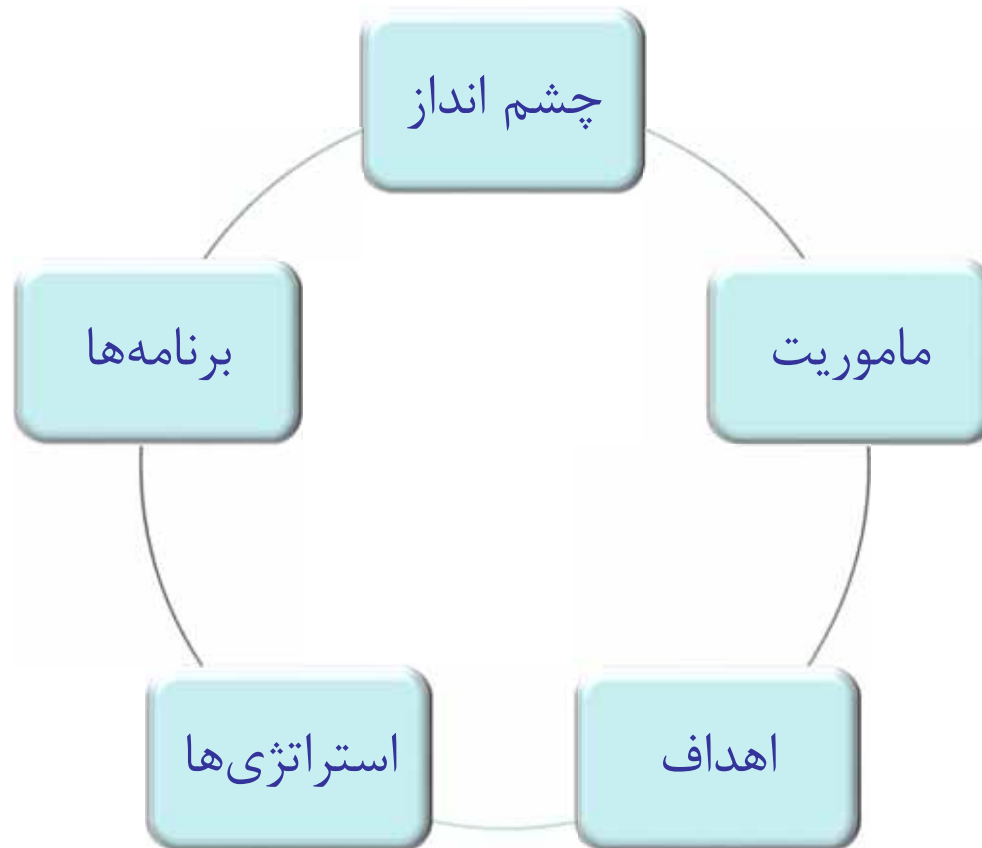 چشم انداز
ماموریت
اهداف
استراتژی‌ها
برنامه‌ها